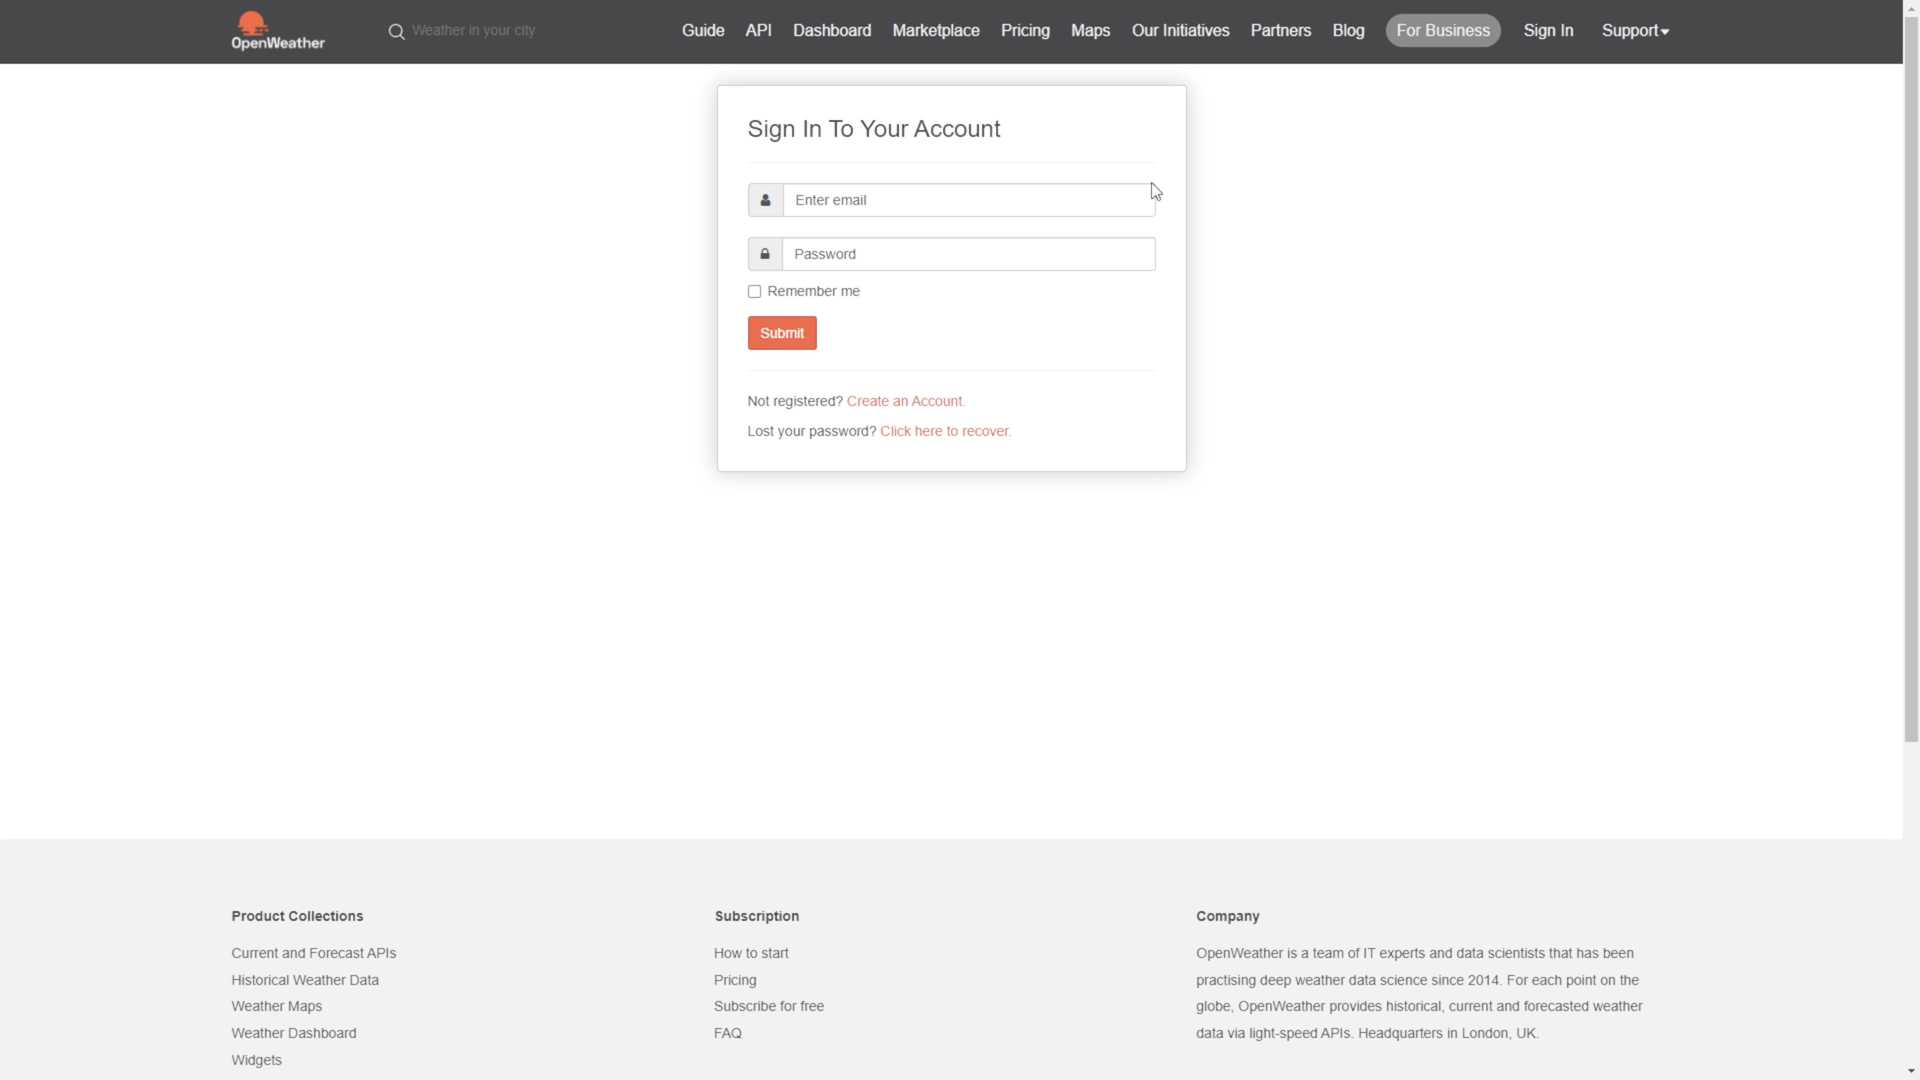 OpenWeather
Weather in your city
Guide API Dashboard Marketplace Pricing Maps Our Initiatives Partners Blog For Business Sign In Support
Sign In To Your Account
Enter email
Password
Remember me
Submit
Not registered? Create an Account.
Lost your password? Click here to recover.
Product Collections
Current and Forecast APIs
Historical Weather Data
Weather Maps
Weather Dashboard
Widgets
Subscription
How to start
Pricing
Subscribe for free
FAQ
Company
OpenWeather is a team of IT experts and data scientists that has been
practising deep weather data science since 2014. For each point on the
globe, OpenWeather provides historical, current and forecasted weather
data via light-speed APIs. Headquarters in London, UK.